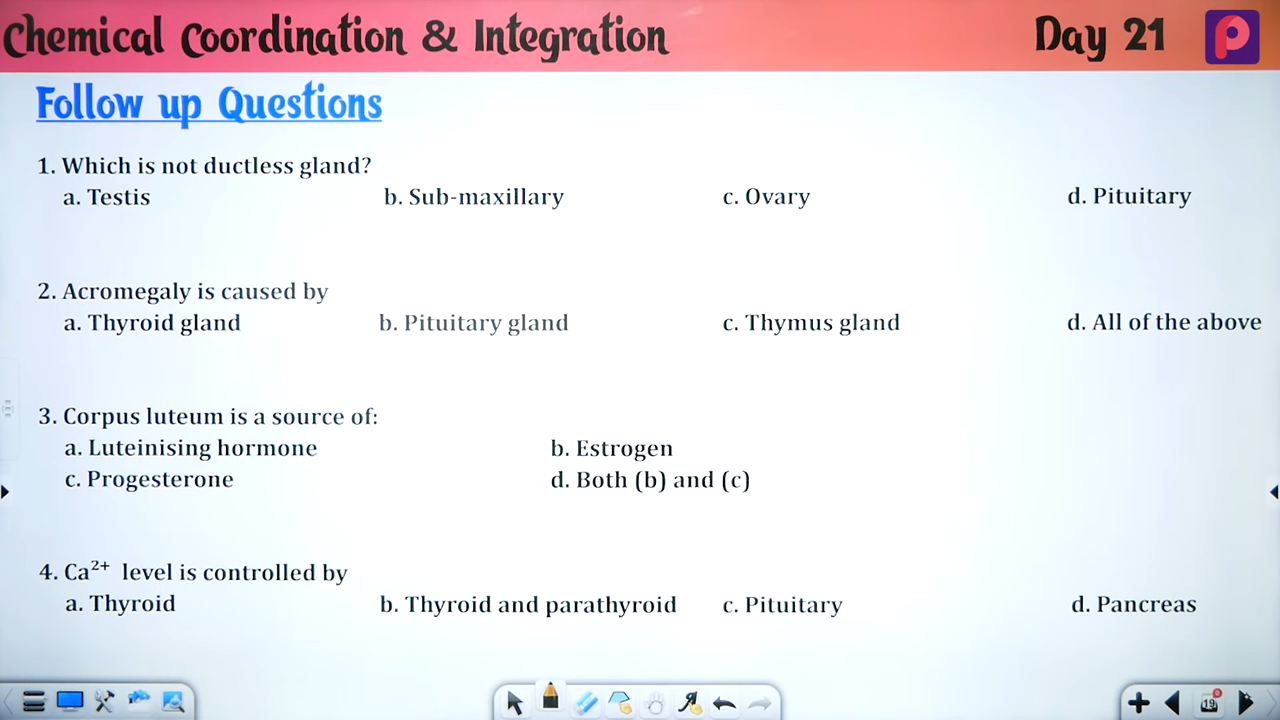 Chemical Coordination & Integration Day 21
Follow up Questions
1. Which is not ductless gland?
a. Testis b. Sub-maxillary c. Ovary d. Pituitary
2. Acromegaly is caused by
a. Thyroid gland b. Pituitary gland c. Thymus gland d. All of the above
3. Corpus luteum is a source of:
a. Luteinising hormone b. Estrogen
c. Progesterone d. Both (b) and (c)
4. Ca²⁺ level is controlled by
a. Thyroid b. Thyroid and parathyroid c. Pituitary d. Pancreas
19